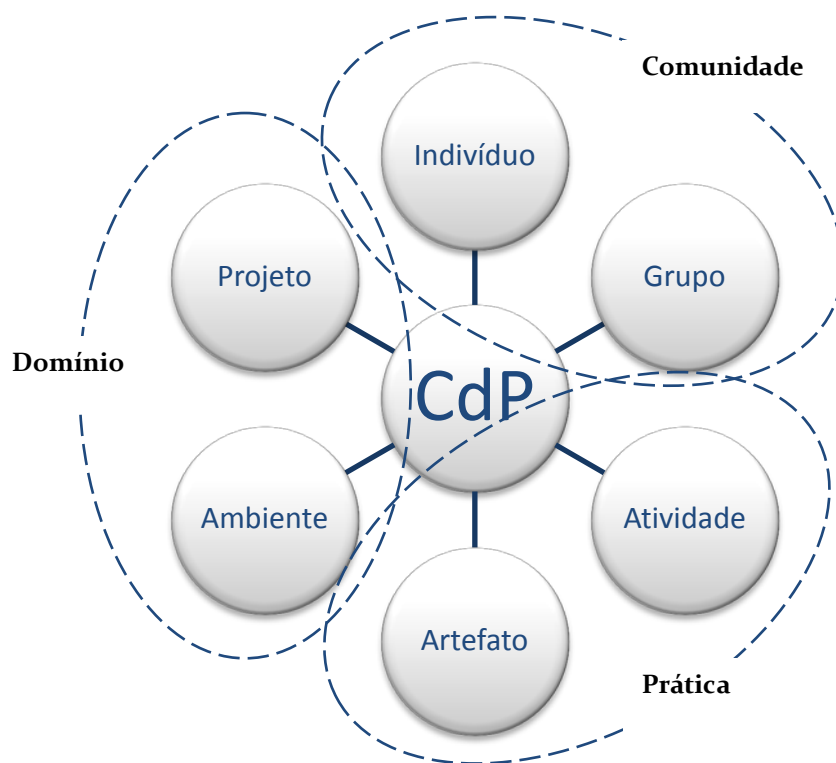 Comunidade
Indivíduo
Projeto
Grupo
Domínio
CdP
Ambiente
Atividade
Artefato
Prática